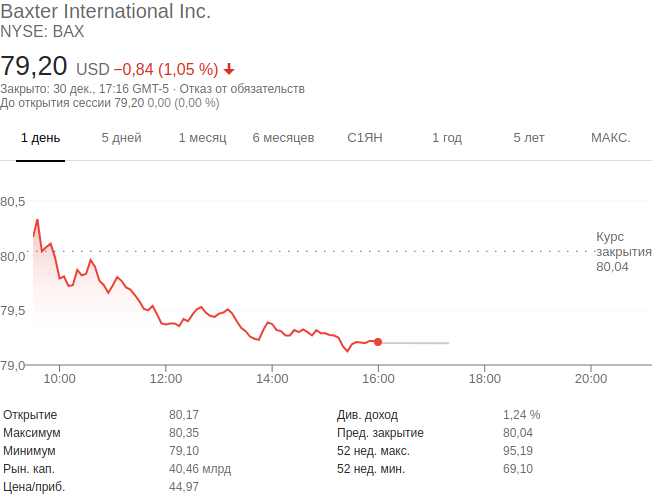 Baxter International Inc.
NYSE: BAX
79,20 USD −0,84 (1,05 %)
Закрыто: 30 дек., 17:16 GMT-5 · Отказ от обязательств
До открытия сессии 79,20 0,00 (0,00 %)
1 день 5 дней 1 месяц 6 месяцев С1ЯН 1 год 5 лет МАКС.
80,5
Курс
закрытия
80,04
80,0
79,5
79,0
10:00 12:00 14:00 16:00 18:00 20:00
Открытие 80,17 Див. доход 1,24 %
Максимум 80,35 Пред. закрытие 80,04
Минимум 79,10 52 нед. макс. 95,19
Рын. кап. 40,46 млрд 52 нед. мин. 69,10
Цена/приб. 44,97